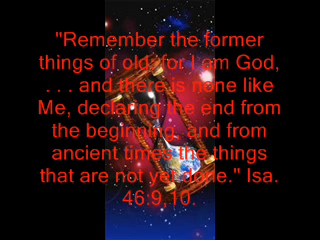 "Remember the former
things of old, for I am God,
. . . and there is none like
Me, declaring the end from
the beginning, and from
ancient times the things
that are not yet done." Isa.
46:9,10.